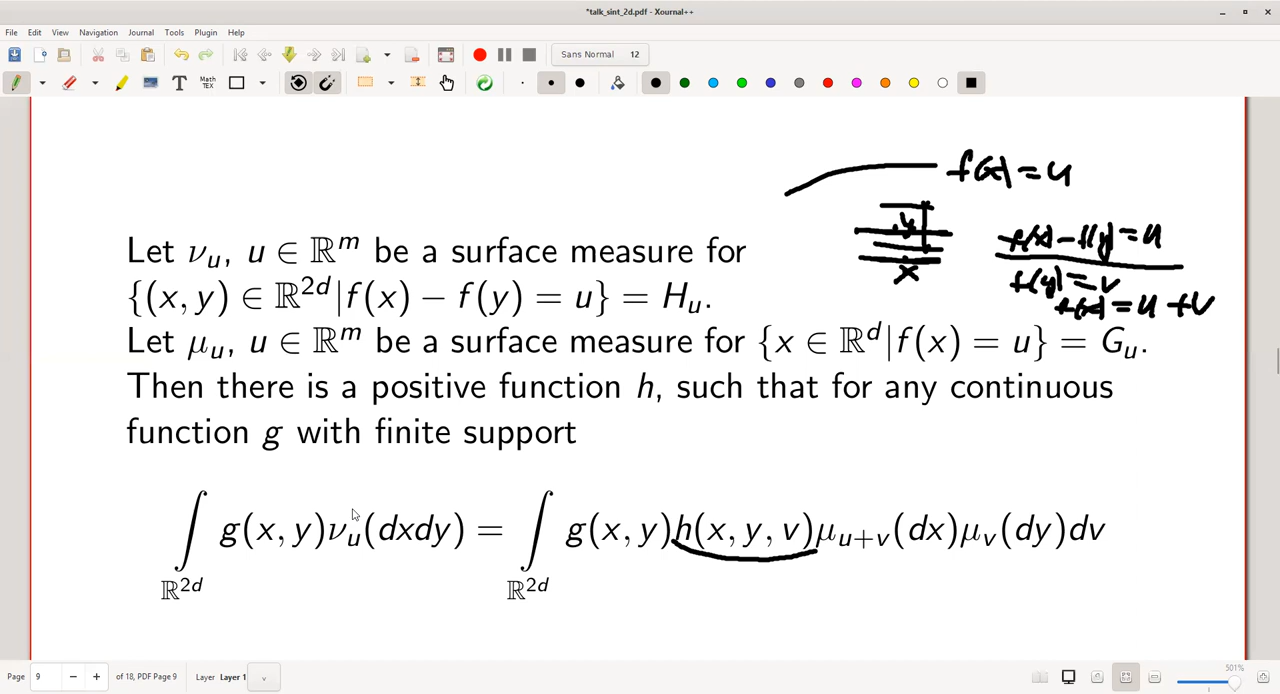 *talk_sint_2d.pdf - Xournal++
File Edit View Navigation Journal Tools Plugin Help
Sans Normal 12
Math TEX
f(x) = u
y
x
f(x) - f(y) = u
f(y) = v
f(x) = u + v
Let ν_u, u ∈ ℝ^m be a surface measure for
{(x, y) ∈ ℝ^{2d} | f(x) − f(y) = u} = H_u.
Let μ_u, u ∈ ℝ^m be a surface measure for {x ∈ ℝ^d | f(x) = u} = G_u.
Then there is a positive function h, such that for any continuous
function g with finite support
∫_{ℝ^{2d}} g(x, y)ν_u(dxdy) = ∫_{ℝ^{2d}} g(x, y)h(x, y, v)μ_{u+v}(dx)μ_v(dy)dv
Page 9 of 18, PDF Page 9 Layer Layer 1 501%